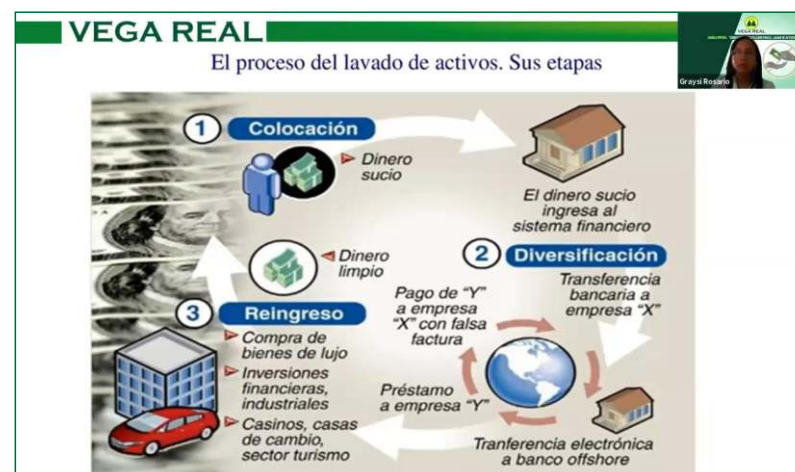 VEGA REAL
El proceso del lavado de activos. Sus etapas
VEGA REAL
Graysi Rosario
1 Colocación
Dinero
sucio
El dinero sucio
ingresa al
sistema financiero
2 Diversificación
Transferencia
bancaria a
empresa "X"
Pago de "Y"
a empresa
"X" con falsa
factura
Préstamo
a empresa "Y"
Tranferencia electrónica
a banco offshore
Dinero
limpio
3 Reingreso
Compra de
bienes de lujo
Inversiones
financieras,
industriales
Casinos, casas
de cambio,
sector turismo